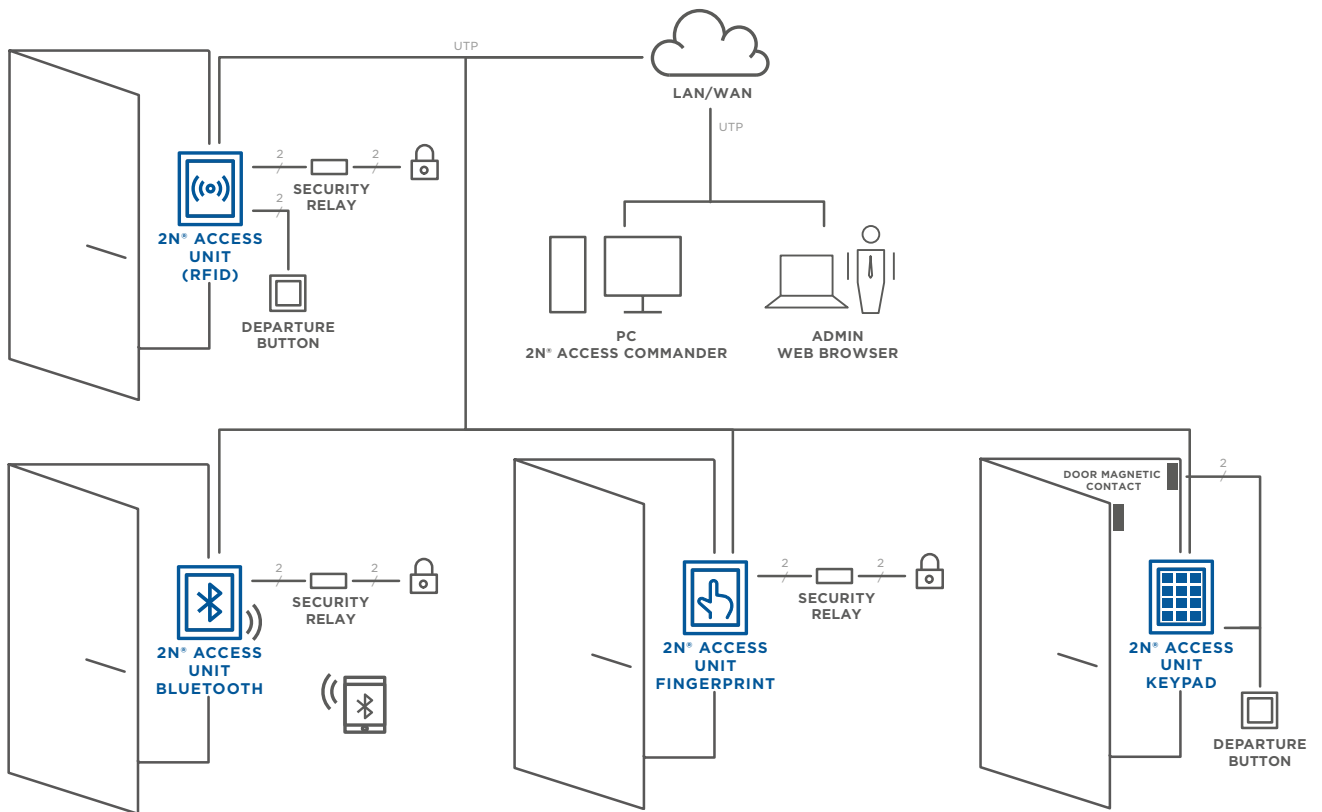 UTP
LAN/WAN
UTP
2
2
SECURITY
RELAY
2
2N® ACCESS
UNIT
(RFID)
DEPARTURE
BUTTON
PC
2N® ACCESS COMMANDER
ADMIN
WEB BROWSER
2
2
SECURITY
RELAY
2N® ACCESS
UNIT
BLUETOOTH
2
2
SECURITY
RELAY
2N® ACCESS
UNIT
FINGERPRINT
DOOR MAGNETIC
CONTACT
2
2N® ACCESS
UNIT
KEYPAD
DEPARTURE
BUTTON